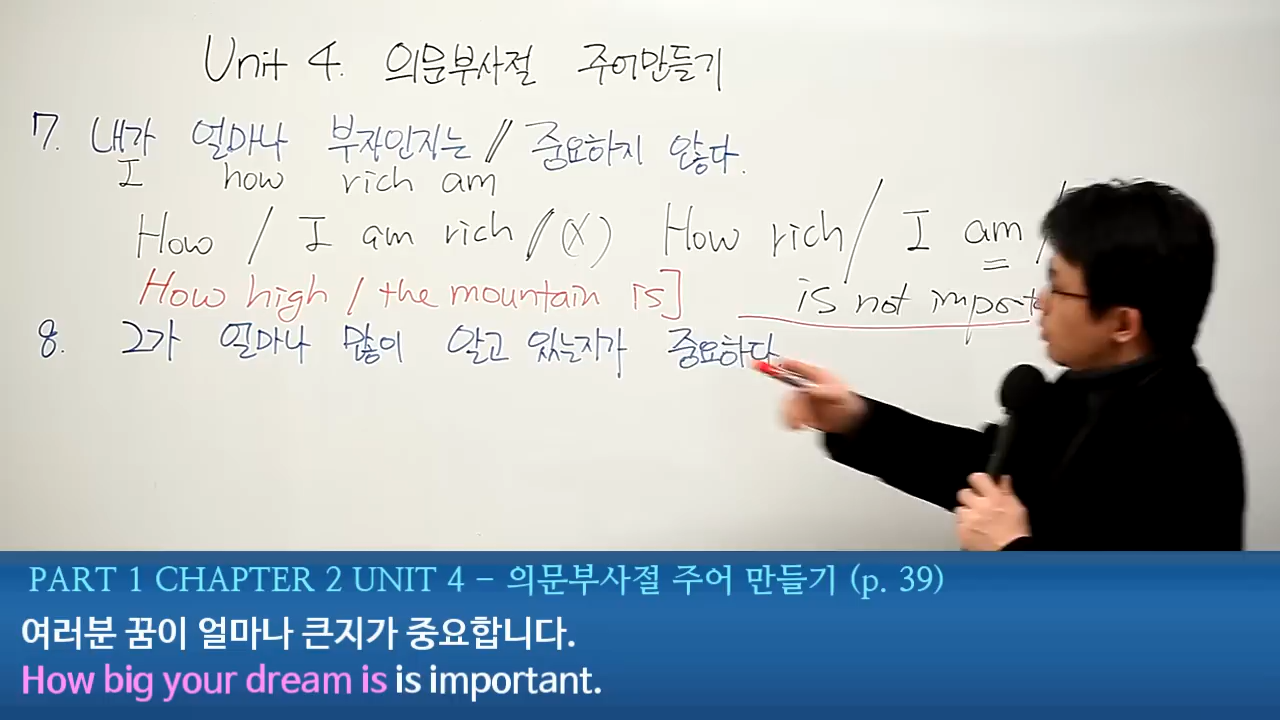 Unit 4. 의문부사절 주어만들기
7. 내가 얼마나 부자인지는 // 중요하지 않다.
I how rich am
How / I am rich // (X) How rich / I am /
is not import
How high / the mountain is]
8. 그가 얼마나 많이 알고 있는지가 중요하다.
PART 1 CHAPTER 2 UNIT 4 – 의문부사절 주어 만들기 (p. 39)
여러분 꿈이 얼마나 큰지가 중요합니다.
How big your dream is is important.